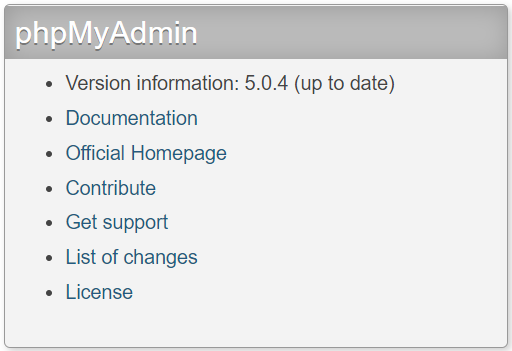 phpMyAdmin
Version information: 5.0.4 (up to date)
Documentation
Official Homepage
Contribute
Get support
List of changes
License